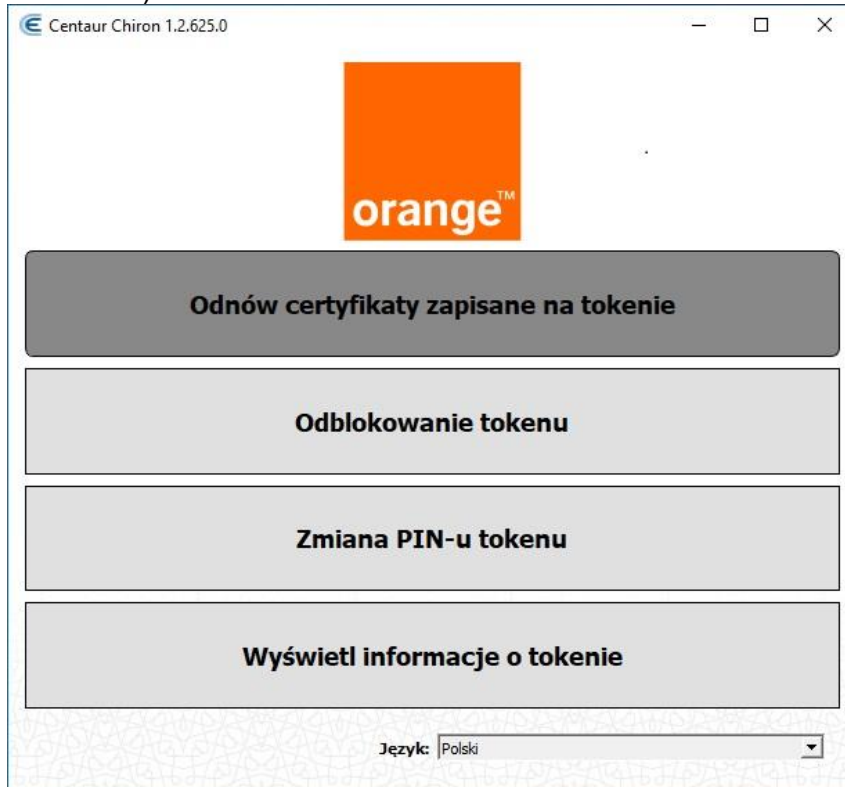 Centaur Chiron 1.2.625.0
orange™
Odnów certyfikaty zapisane na tokenie
Odblokowanie tokenu
Zmiana PIN-u tokenu
Wyświetl informacje o tokenie
Język: Polski